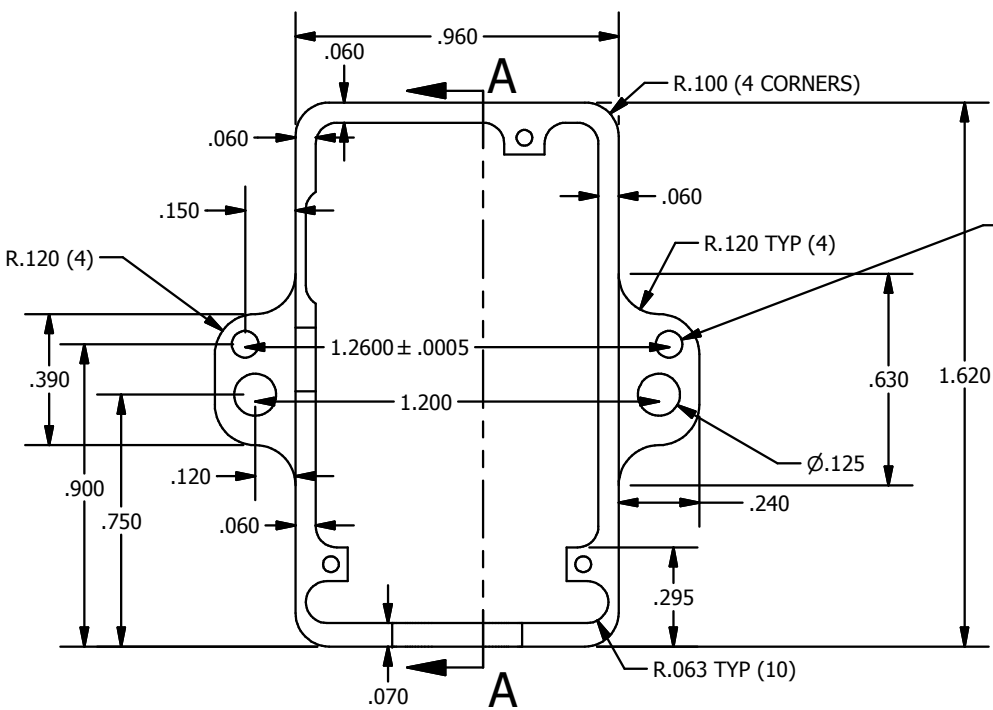 .960
.060
A
R.100 (4 CORNERS)
.060
.060
.150
R.120 TYP (4)
R.120 (4)
1.2600 ± .0005
.390
.630
1.620
1.200
.900
.120
Ø.125
.750
.240
.060
.295
R.063 TYP (10)
.070
A